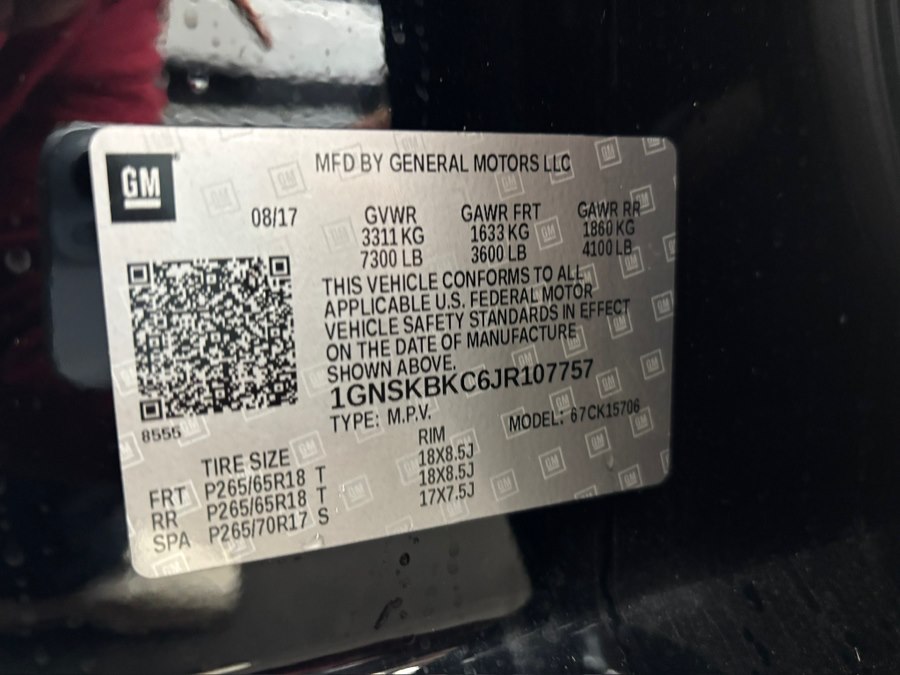 GM
MFD BY GENERAL MOTORS LLC
08/17 GVWR GAWR FRT GAWR RR
3311 KG 1633 KG 1860 KG
7300 LB 3600 LB 4100 LB
THIS VEHICLE CONFORMS TO ALL
APPLICABLE U.S. FEDERAL MOTOR
VEHICLE SAFETY STANDARDS IN EFFECT
ON THE DATE OF MANUFACTURE
SHOWN ABOVE.
1GNSKBKC6JR107757
TYPE: M.P.V. MODEL: 67CK15706
8555
TIRE SIZE RIM
FRT P265/65R18 T 18X8.5J
RR P265/65R18 T 18X8.5J
SPA P265/70R17 S 17X7.5J